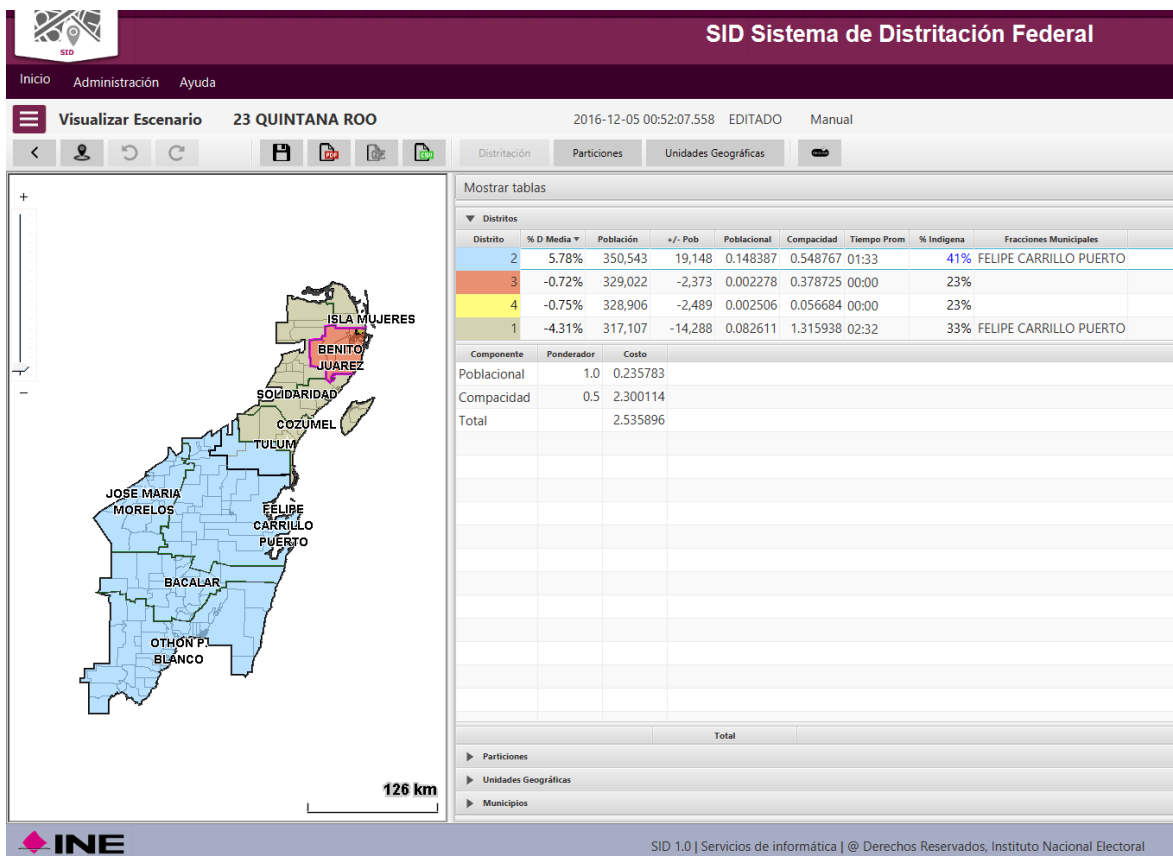 SID
SID Sistema de Distritación Federal
Inicio Administración Ayuda
Visualizar Escenario 23 QUINTANA ROO 2016-12-05 00:52:07.558 EDITADO Manual
Distritación Particiones Unidades Geográficas
Mostrar tablas
Distritos
Distrito % D Media Población +/- Pob Poblacional Compacidad Tiempo Prom % Indigena Fracciones Municipales
2 5.78% 350,543 19,148 0.148387 0.548767 01:33 41% FELIPE CARRILLO PUERTO
3 -0.72% 329,022 -2,373 0.002278 0.378725 00:00 23%
4 -0.75% 328,906 -2,489 0.002506 0.056684 00:00 23%
1 -4.31% 317,107 -14,288 0.082611 1.315938 02:32 33% FELIPE CARRILLO PUERTO
Componente Ponderador Costo
Poblacional 1.0 0.235783
Compacidad 0.5 2.300114
Total 2.535896
Total
Particiones
Unidades Geográficas
Municipios
+
−
ISLA MUJERES
BENITO
JUAREZ
SOLIDARIDAD
COZUMEL
TULUM
JOSE MARIA
MORELOS
FELIPE
CARRILLO
PUERTO
BACALAR
OTHON P.
BLANCO
126 km
INE
SID 1.0 | Servicios de informática | @ Derechos Reservados, Instituto Nacional Electoral